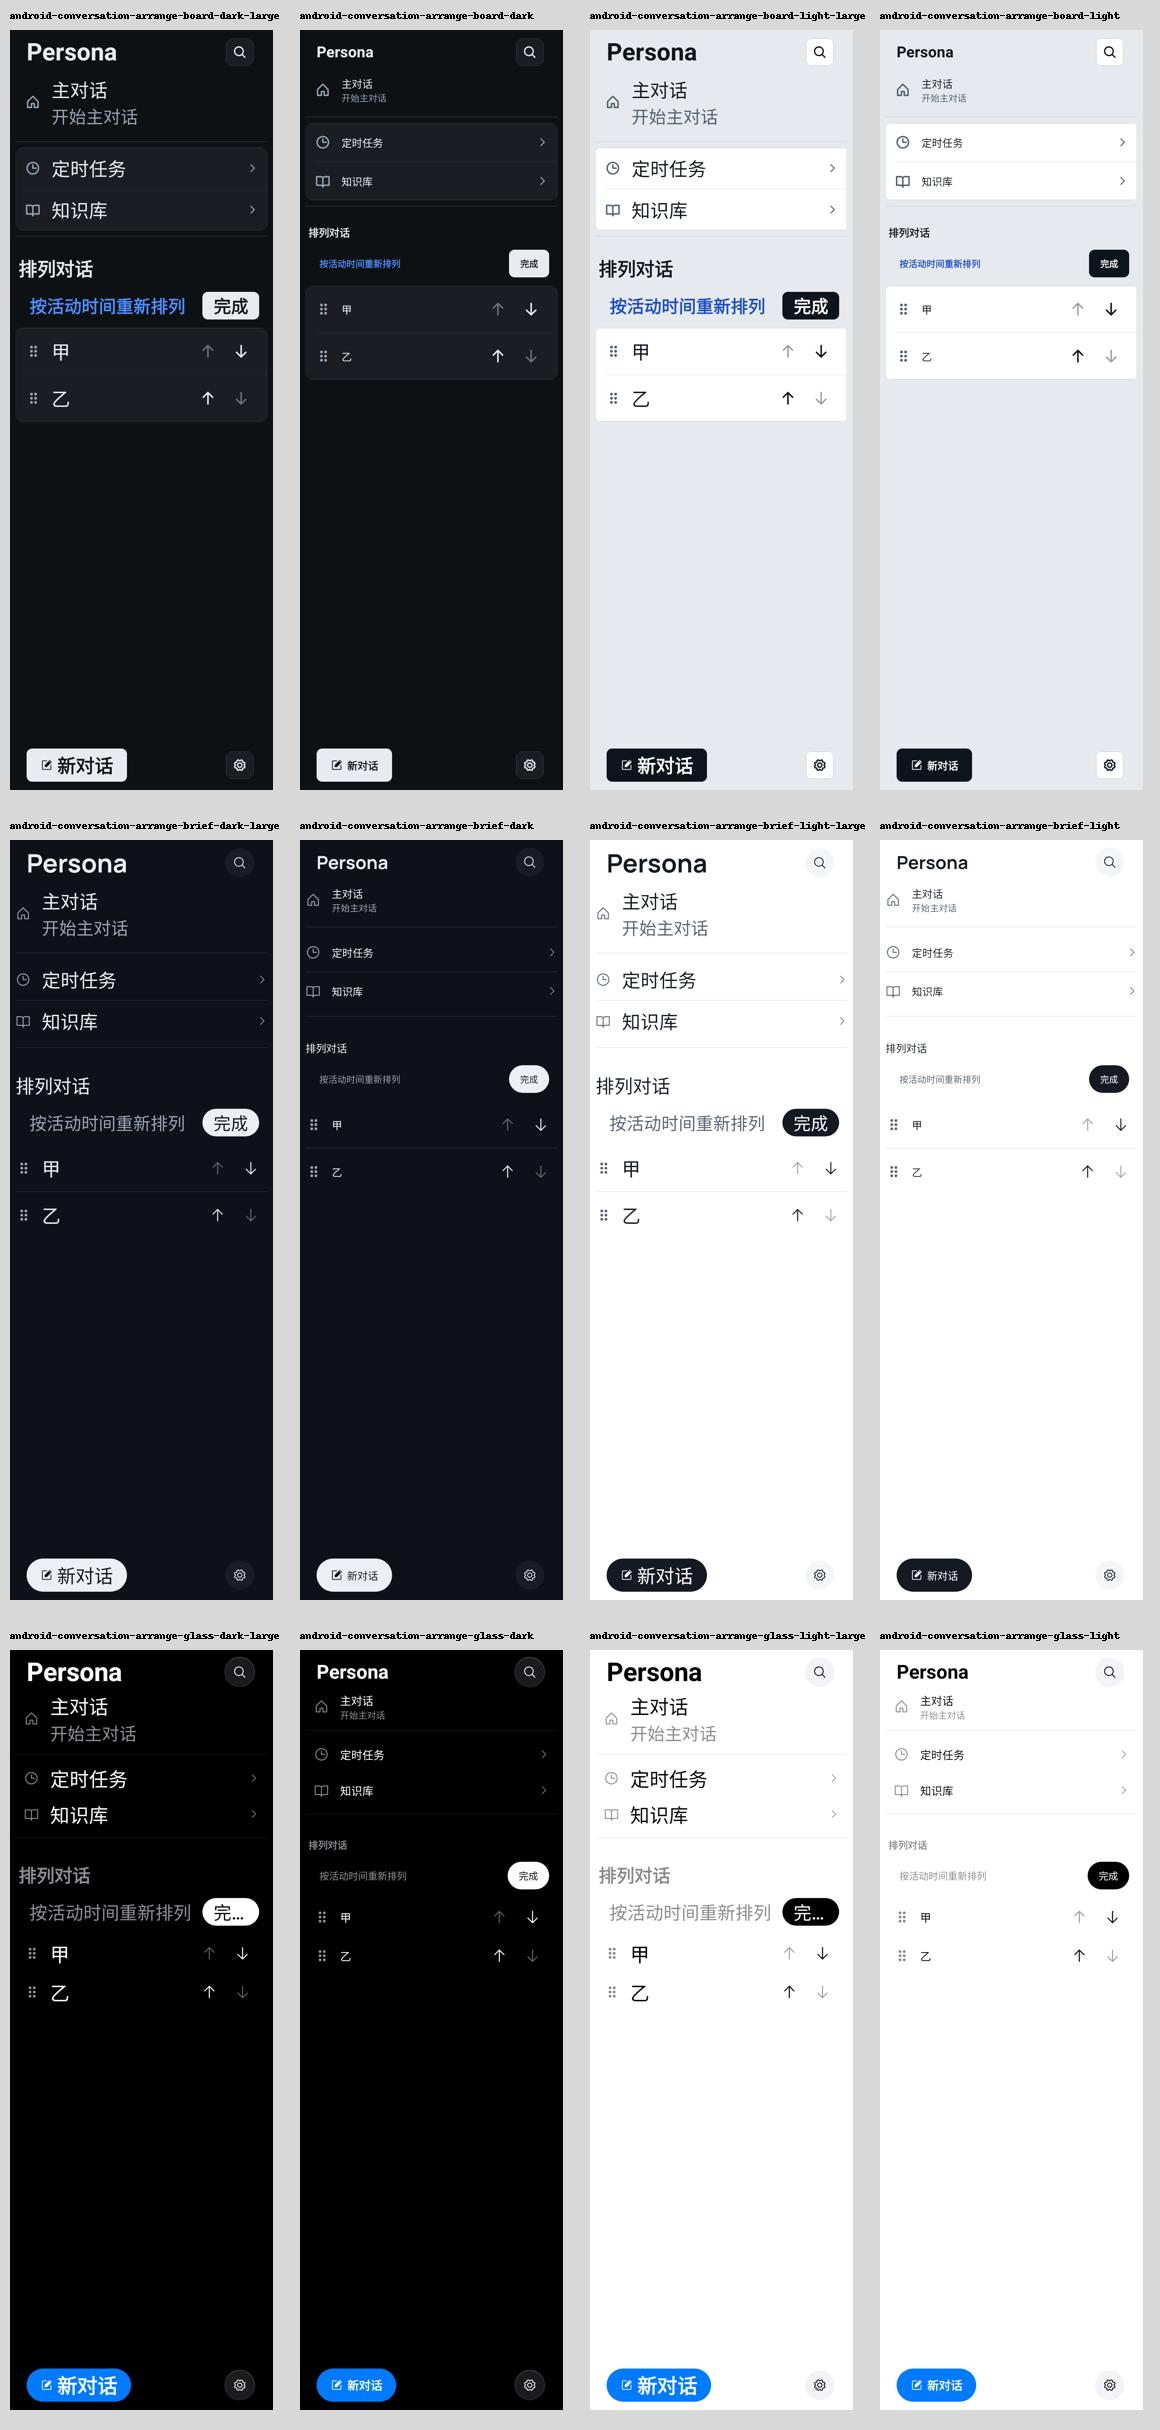 android-conversation-arrange-board-dark-large
Persona
主对话
开始主对话
定时任务
知识库
排列对话
按活动时间重新排列
完成
甲
乙
新对话
android-conversation-arrange-board-dark
Persona
主对话
开始主对话
定时任务
知识库
排列对话
按活动时间重新排列
完成
甲
乙
新对话
android-conversation-arrange-board-light-large
Persona
主对话
开始主对话
定时任务
知识库
排列对话
按活动时间重新排列
完成
甲
乙
新对话
android-conversation-arrange-board-light
Persona
主对话
开始主对话
定时任务
知识库
排列对话
按活动时间重新排列
完成
甲
乙
新对话
android-conversation-arrange-brief-dark-large
Persona
主对话
开始主对话
定时任务
知识库
排列对话
按活动时间重新排列
完成
甲
乙
新对话
android-conversation-arrange-brief-dark
Persona
主对话
开始主对话
定时任务
知识库
排列对话
按活动时间重新排列
完成
甲
乙
新对话
android-conversation-arrange-brief-light-large
Persona
主对话
开始主对话
定时任务
知识库
排列对话
按活动时间重新排列
完成
甲
乙
新对话
android-conversation-arrange-brief-light
Persona
主对话
开始主对话
定时任务
知识库
排列对话
按活动时间重新排列
完成
甲
乙
新对话
android-conversation-arrange-glass-dark-large
Persona
主对话
开始主对话
定时任务
知识库
排列对话
按活动时间重新排列
完...
甲
乙
新对话
android-conversation-arrange-glass-dark
Persona
主对话
开始主对话
定时任务
知识库
排列对话
按活动时间重新排列
完成
甲
乙
新对话
android-conversation-arrange-glass-light-large
Persona
主对话
开始主对话
定时任务
知识库
排列对话
按活动时间重新排列
完...
甲
乙
新对话
android-conversation-arrange-glass-light
Persona
主对话
开始主对话
定时任务
知识库
排列对话
按活动时间重新排列
完成
甲
乙
新对话